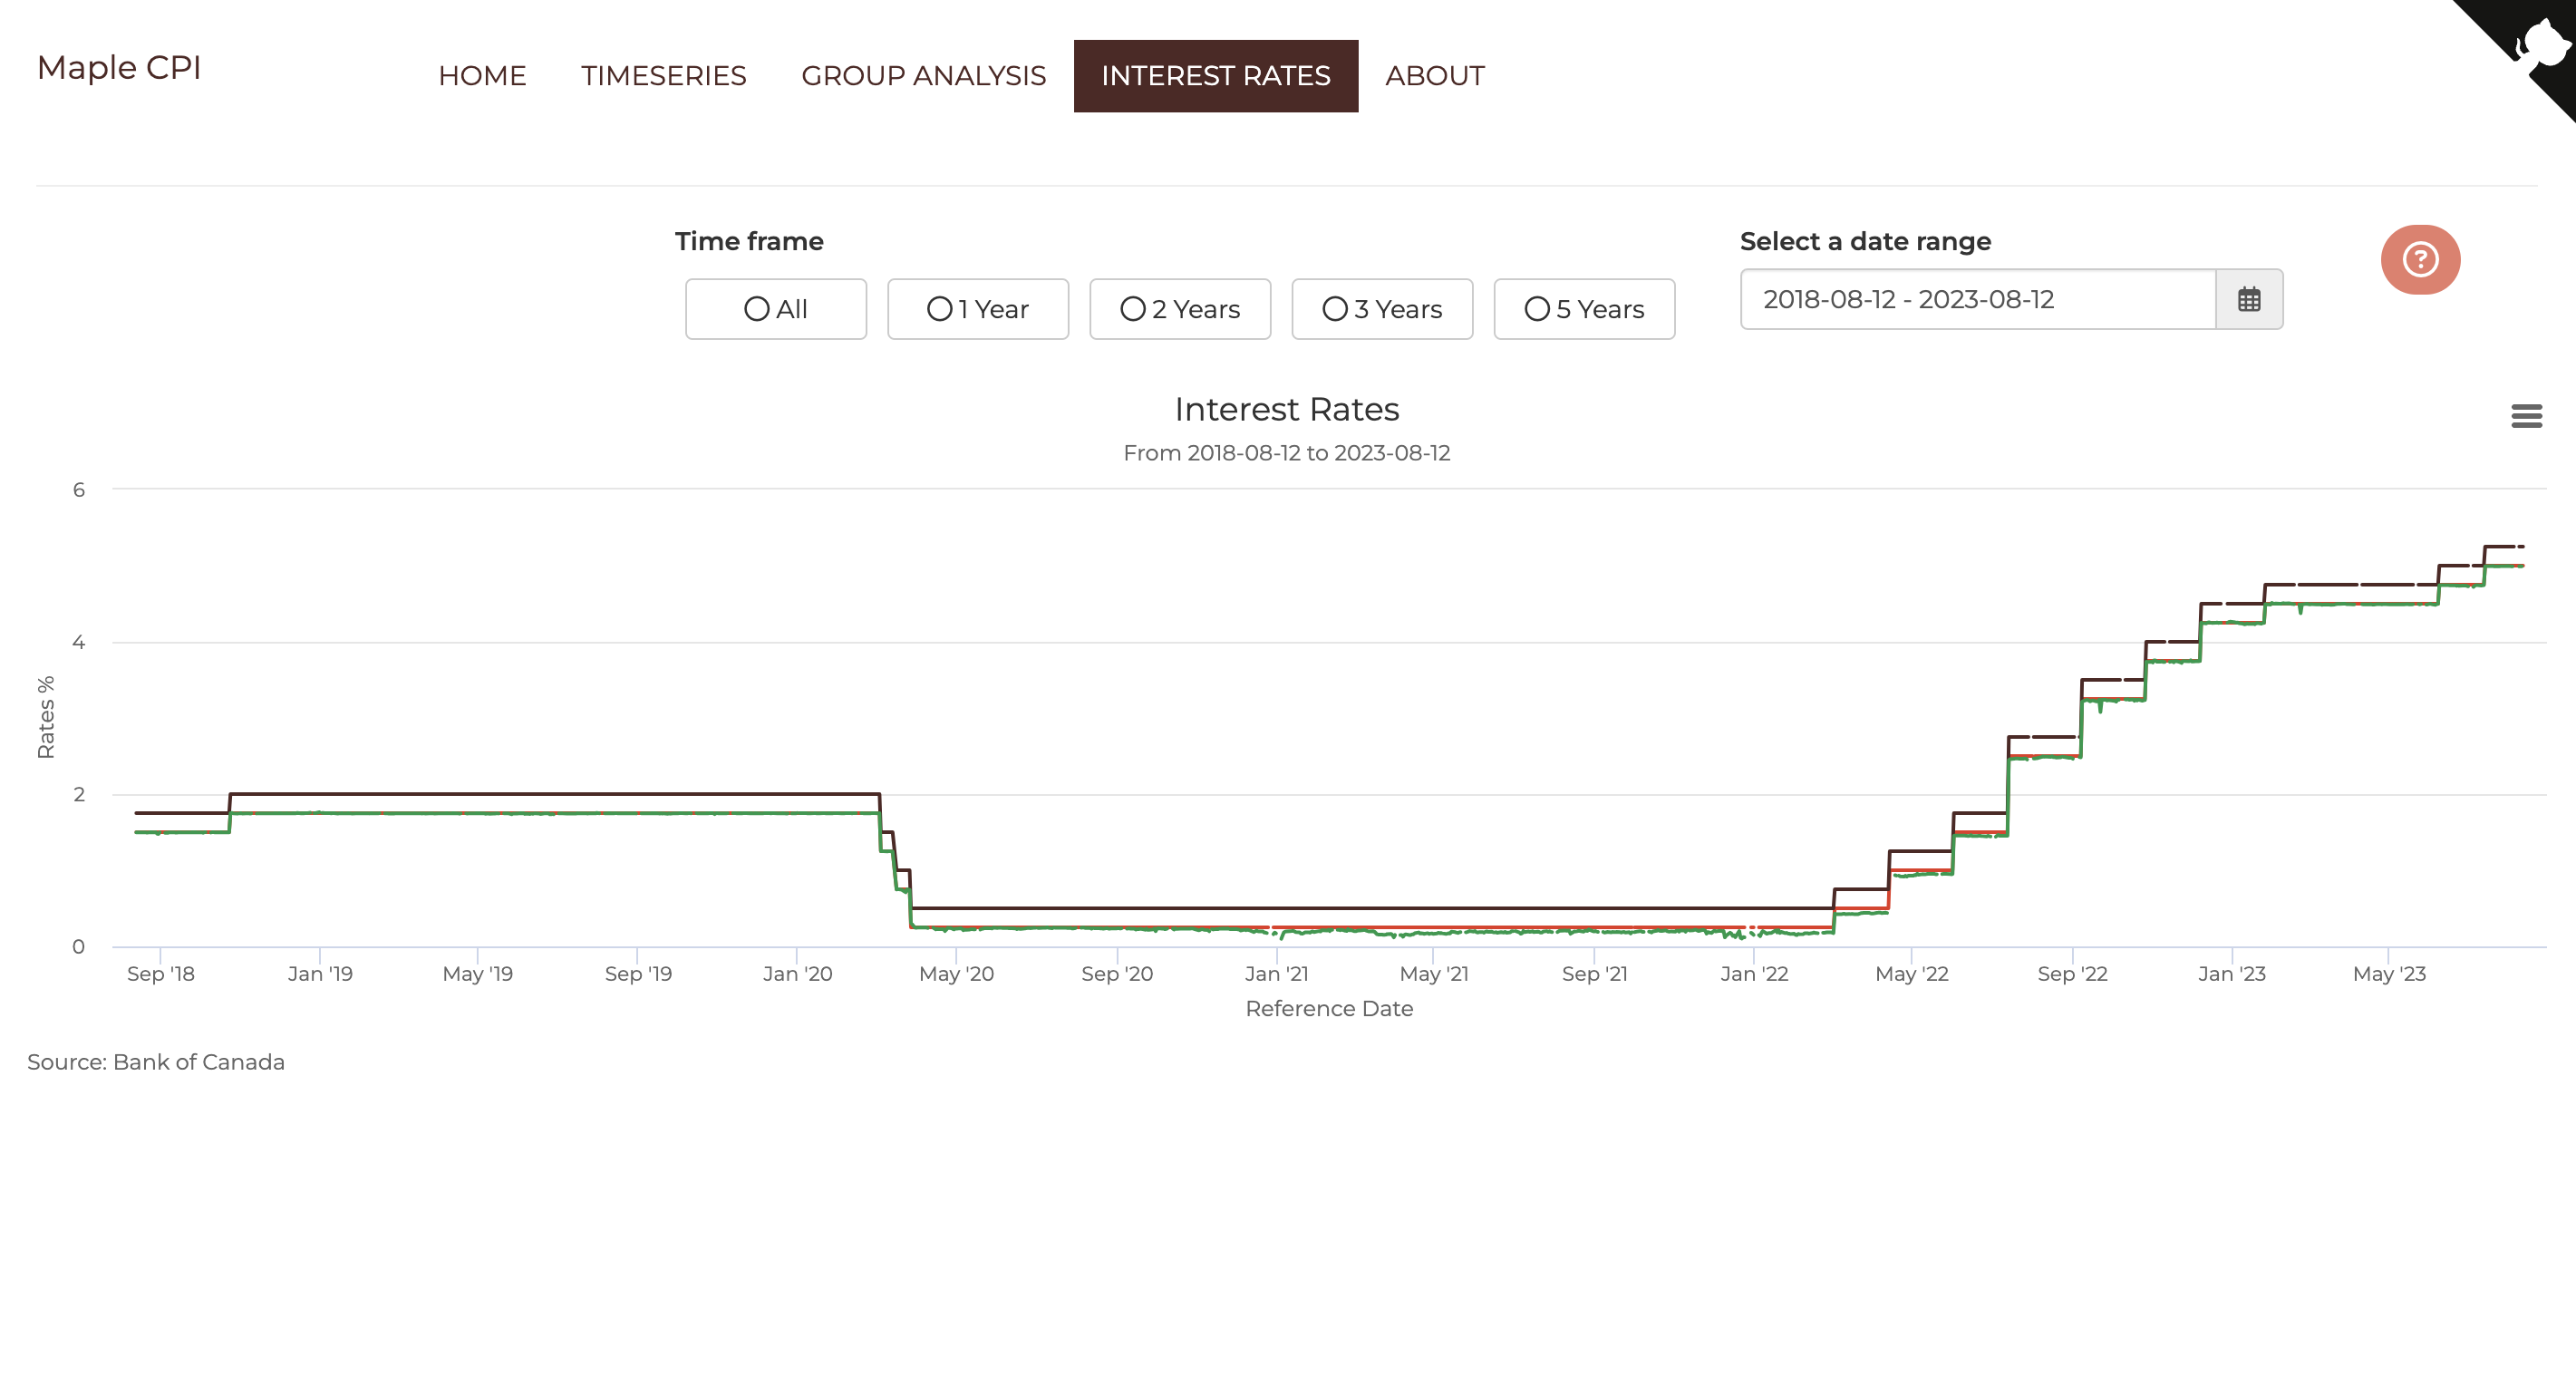 Maple CPI
HOME TIMESERIES GROUP ANALYSIS INTEREST RATES ABOUT
Time frame
All 1 Year 2 Years 3 Years 5 Years
Select a date range
2018-08-12 - 2023-08-12
?
Interest Rates
From 2018-08-12 to 2023-08-12
6
4
2
0
Rates %
Sep '18 Jan '19 May '19 Sep '19 Jan '20 May '20 Sep '20 Jan '21 May '21 Sep '21 Jan '22 May '22 Sep '22 Jan '23 May '23
Reference Date
Source: Bank of Canada